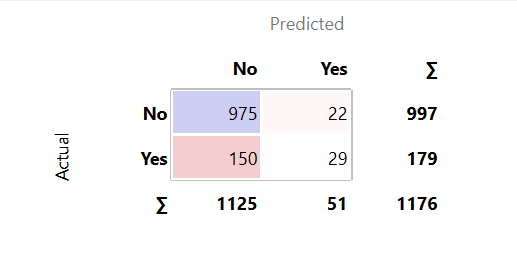 Predicted
No Yes ∑
No 975 22 997
Actual
Yes 150 29 179
∑ 1125 51 1176